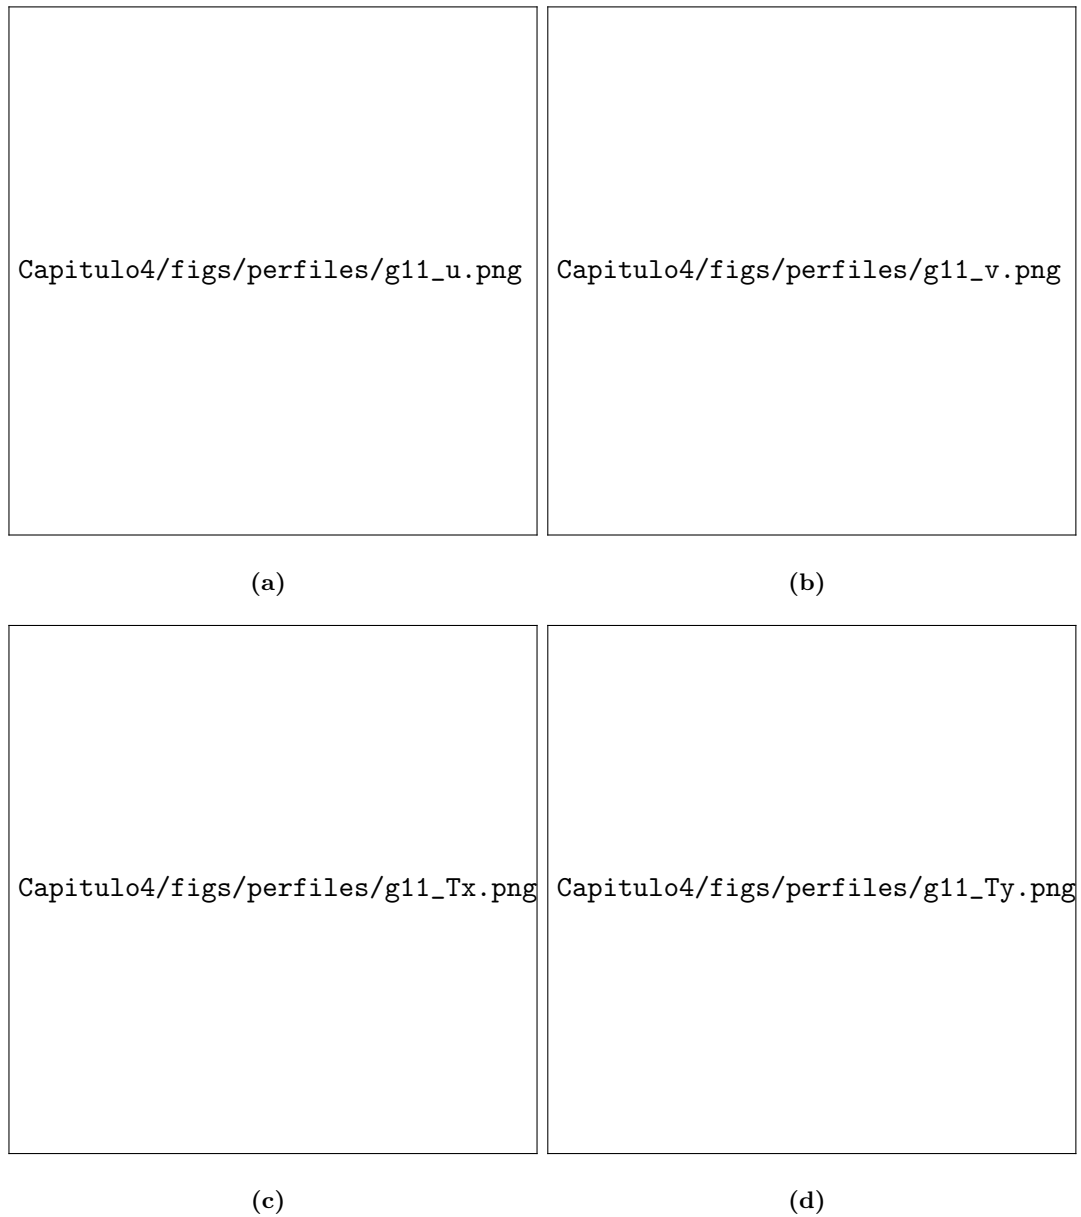 Capitulo4/figs/perfiles/g11_u.png
Capitulo4/figs/perfiles/g11_v.png
(a)
(b)
Capitulo4/figs/perfiles/g11_Tx.png
Capitulo4/figs/perfiles/g11_Ty.png
(c)
(d)